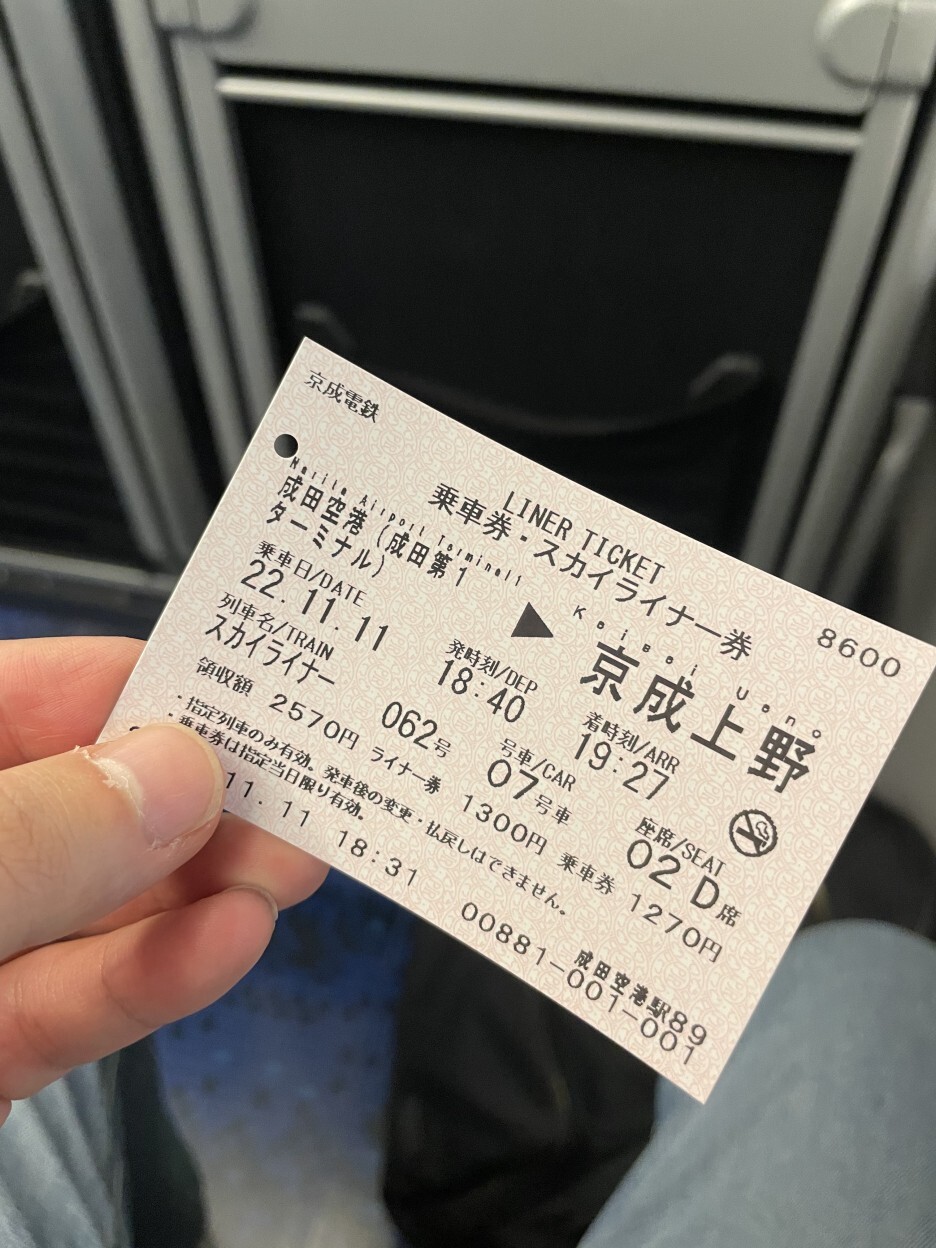 京成電鉄
LINER TICKET
8600
乗車券・スカイライナー券
Narita Airport Terminal1
成田空港(成田第1
ターミナル)
▶
Keisei Ueno
京成上野
乗車日/DATE
22.11.11
発時刻/DEP
18:40
着時刻/ARR
19:27
列車名/TRAIN
スカイライナー
062号
号車/CAR
07号車
座席/SEAT
02 D席
領収額 2570円 ライナー券 1300円 乗車券 1270円
・指定列車のみ有効。発車後の変更・払戻しはできません。
・乗車券は指定当日限り有効。
11.11 18:31
成田空港駅89
00881-001-001